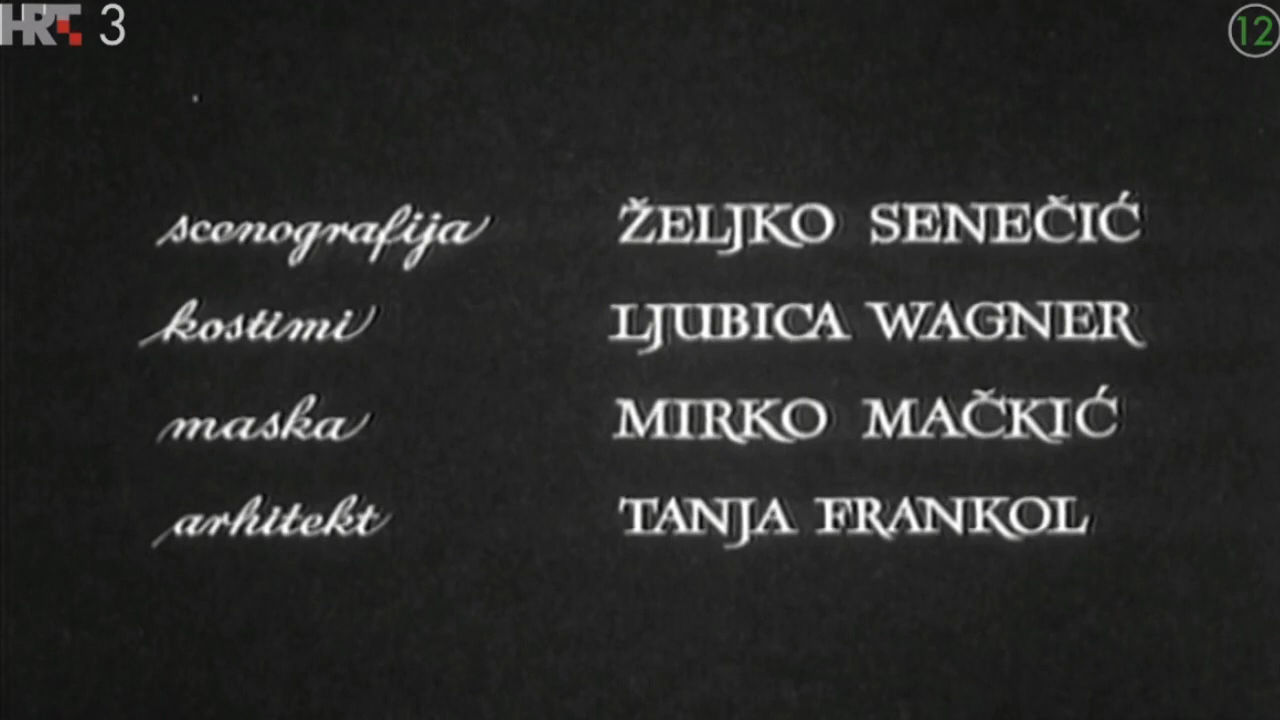 HRT 3
12
scenografija ŽELJKO SENEČIĆ
kostimi LJUBICA WAGNER
maska MIRKO MAČKIĆ
arhitekt TANJA FRANKOL